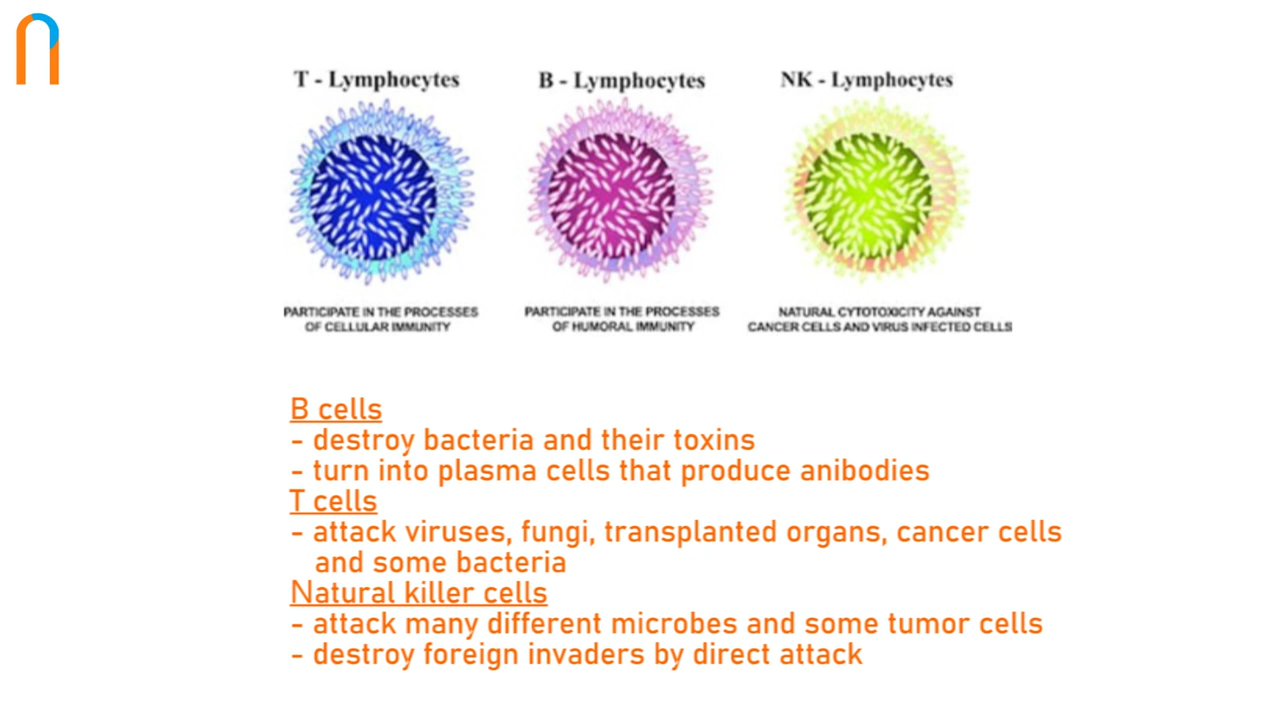 T - Lymphocytes
B - Lymphocytes
NK - Lymphocytes
PARTICIPATE IN THE PROCESSES
OF CELLULAR IMMUNITY
PARTICIPATE IN THE PROCESSES
OF HUMORAL IMMUNITY
NATURAL CYTOTOXICITY AGAINST
CANCER CELLS AND VIRUS INFECTED CELLS
B cells
- destroy bacteria and their toxins
- turn into plasma cells that produce anibodies
T cells
- attack viruses, fungi, transplanted organs, cancer cells
and some bacteria
Natural killer cells
- attack many different microbes and some tumor cells
- destroy foreign invaders by direct attack